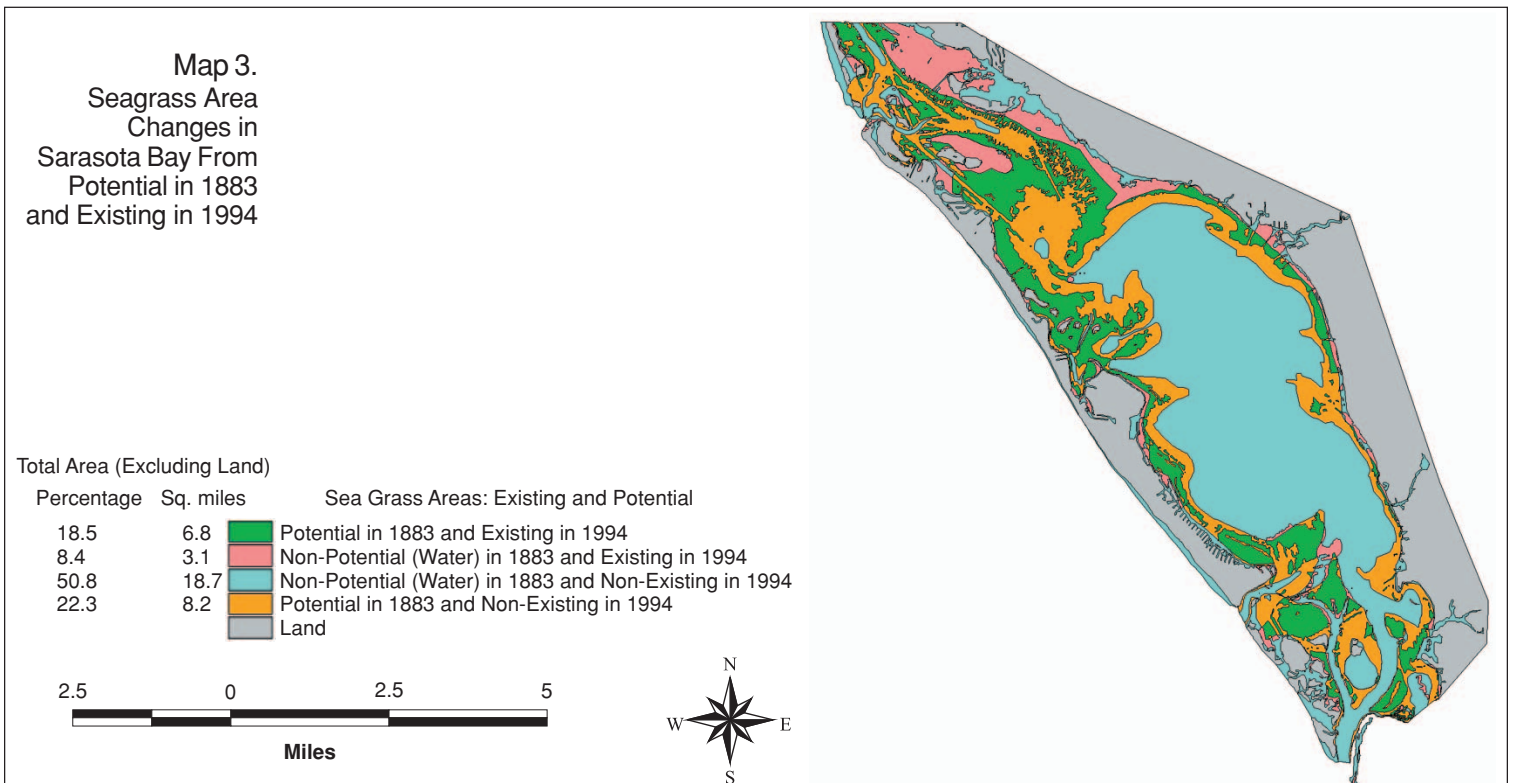 Map 3.
Seagrass Area
Changes in
Sarasota Bay From
Potential in 1883
and Existing in 1994
Total Area (Excluding Land)
Percentage Sq. miles Sea Grass Areas: Existing and Potential
18.5 6.8 Potential in 1883 and Existing in 1994
8.4 3.1 Non-Potential (Water) in 1883 and Existing in 1994
50.8 18.7 Non-Potential (Water) in 1883 and Non-Existing in 1994
22.3 8.2 Potential in 1883 and Non-Existing in 1994
Land
2.5 0 2.5 5
Miles
N
W E
S